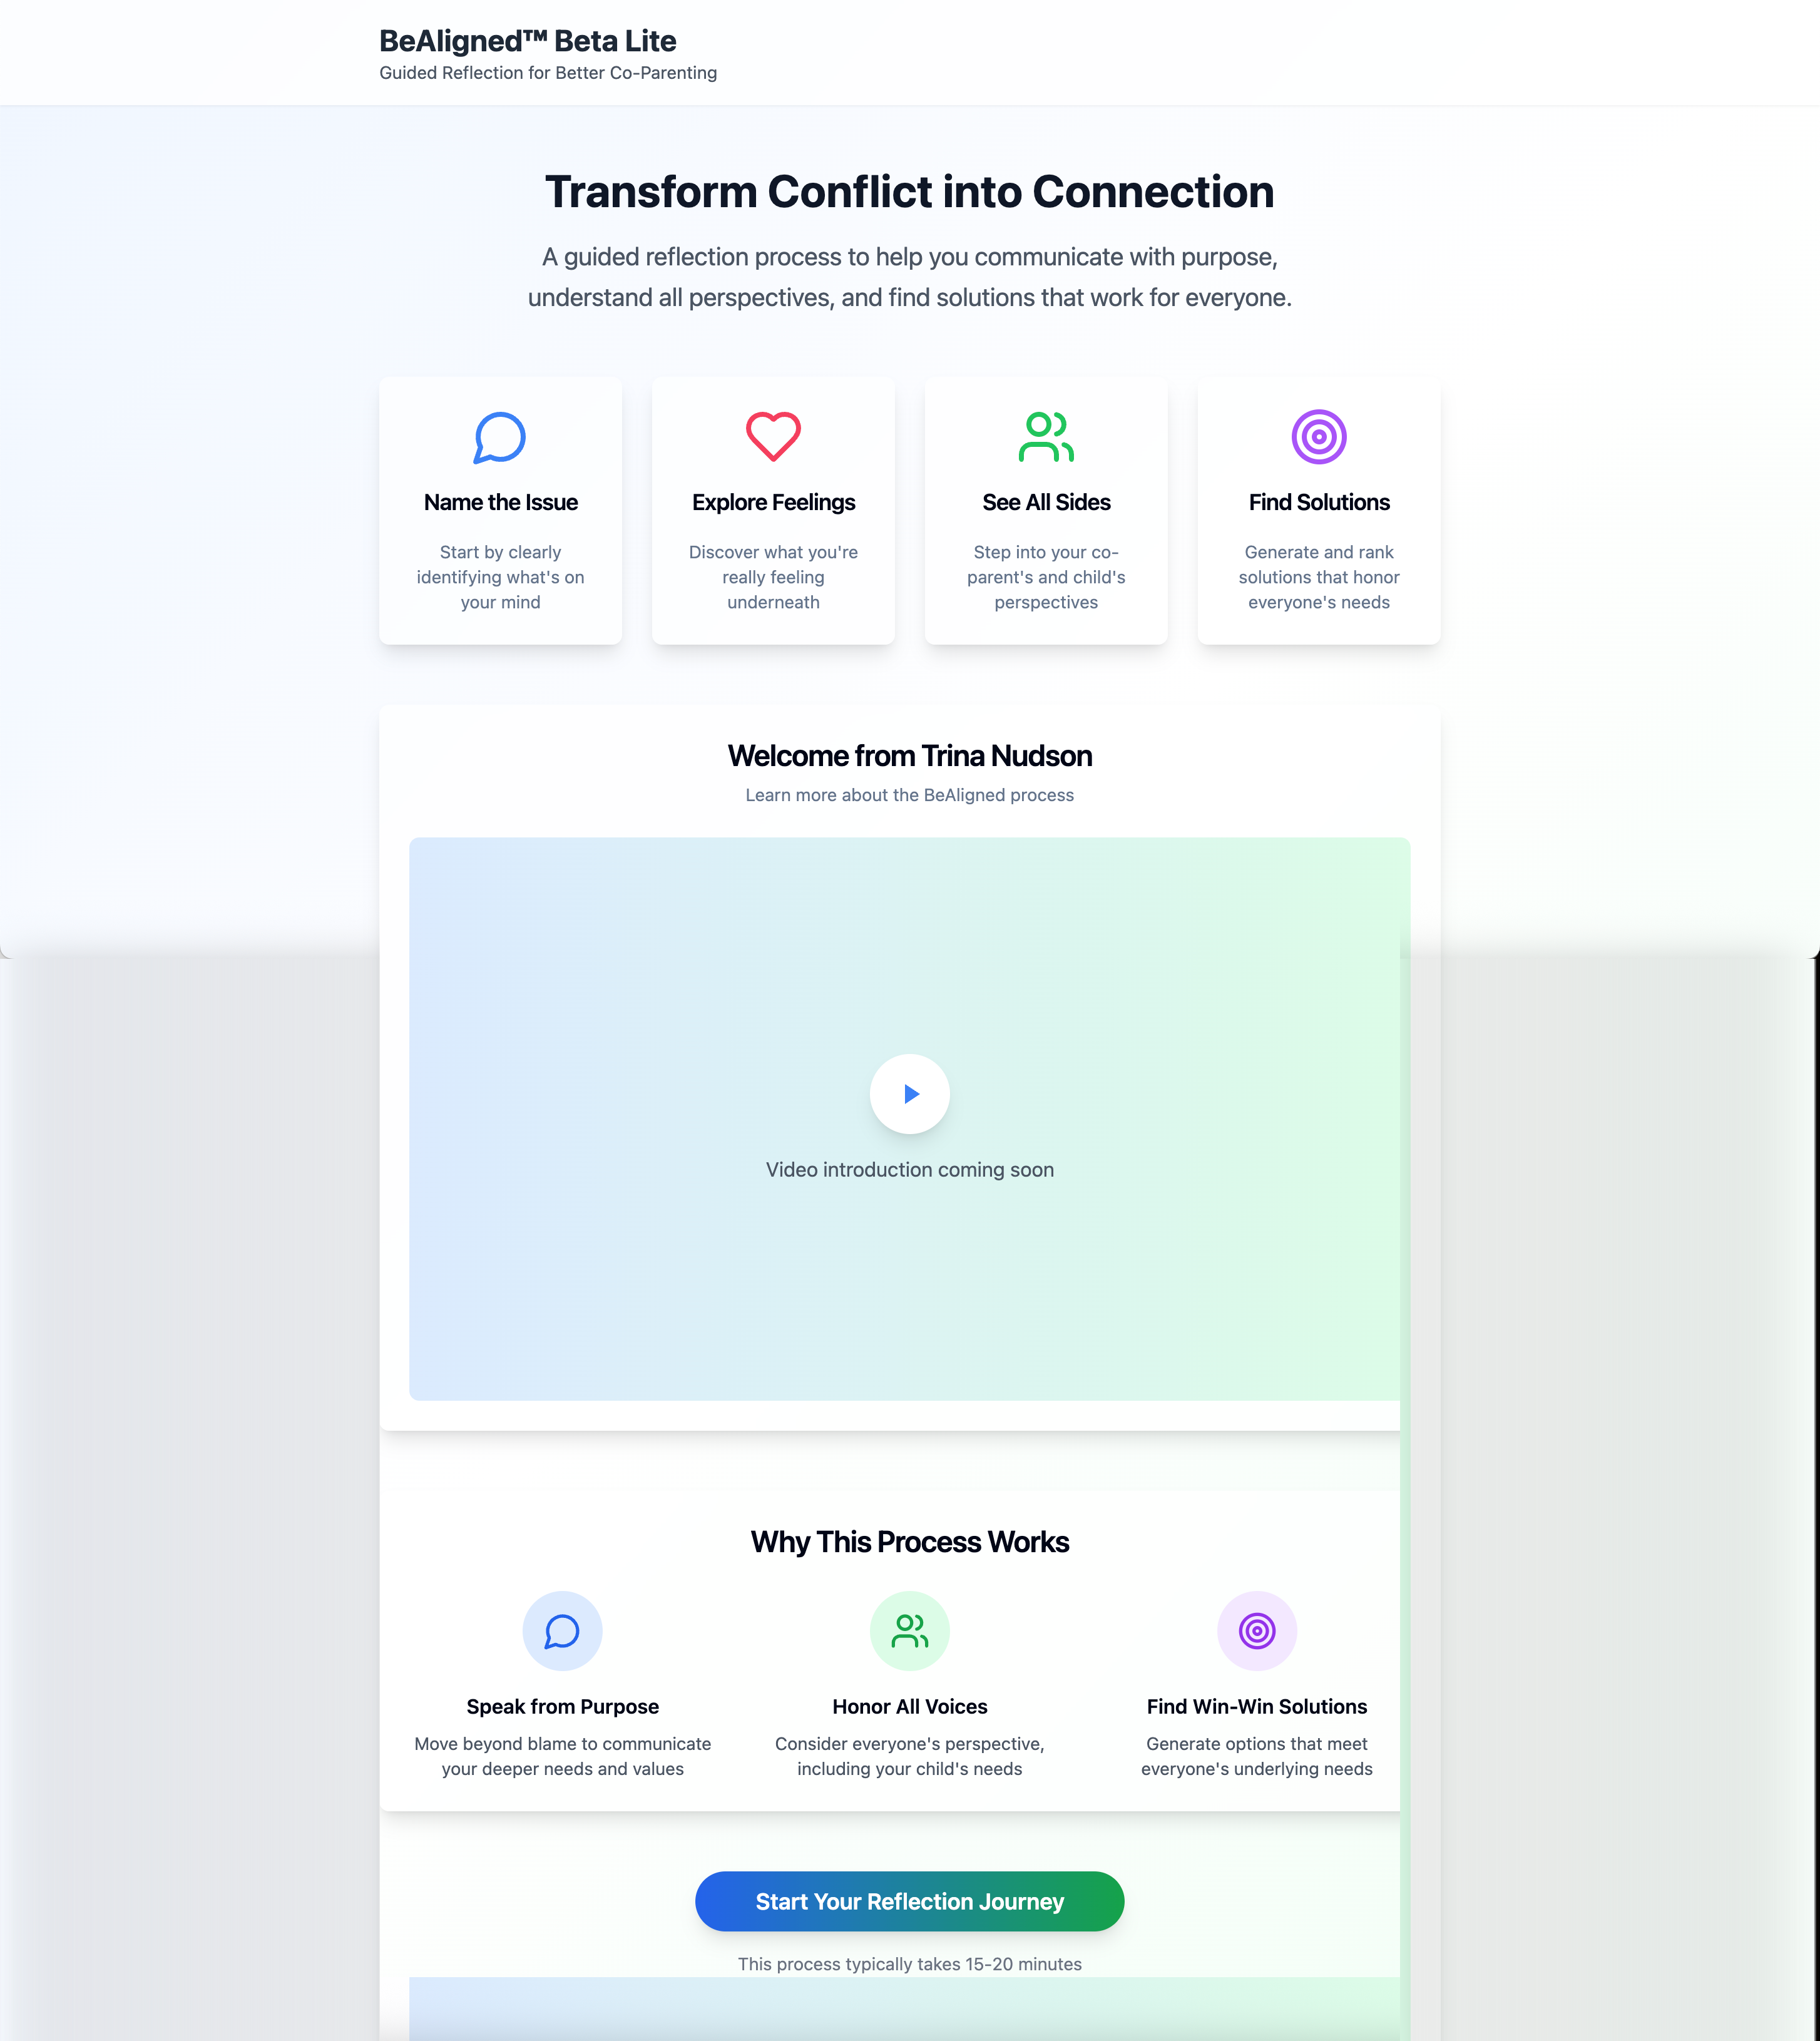 BeAligned™ Beta Lite
Guided Reflection for Better Co-Parenting
Transform Conflict into Connection
A guided reflection process to help you communicate with purpose,
understand all perspectives, and find solutions that work for everyone.
Name the Issue
Start by clearly
identifying what's on
your mind
Explore Feelings
Discover what you're
really feeling
underneath
See All Sides
Step into your co-
parent's and child's
perspectives
Find Solutions
Generate and rank
solutions that honor
everyone's needs
Welcome from Trina Nudson
Learn more about the BeAligned process
Video introduction coming soon
Why This Process Works
Speak from Purpose
Move beyond blame to communicate
your deeper needs and values
Honor All Voices
Consider everyone's perspective,
including your child's needs
Find Win-Win Solutions
Generate options that meet
everyone's underlying needs
Start Your Reflection Journey
This process typically takes 15-20 minutes